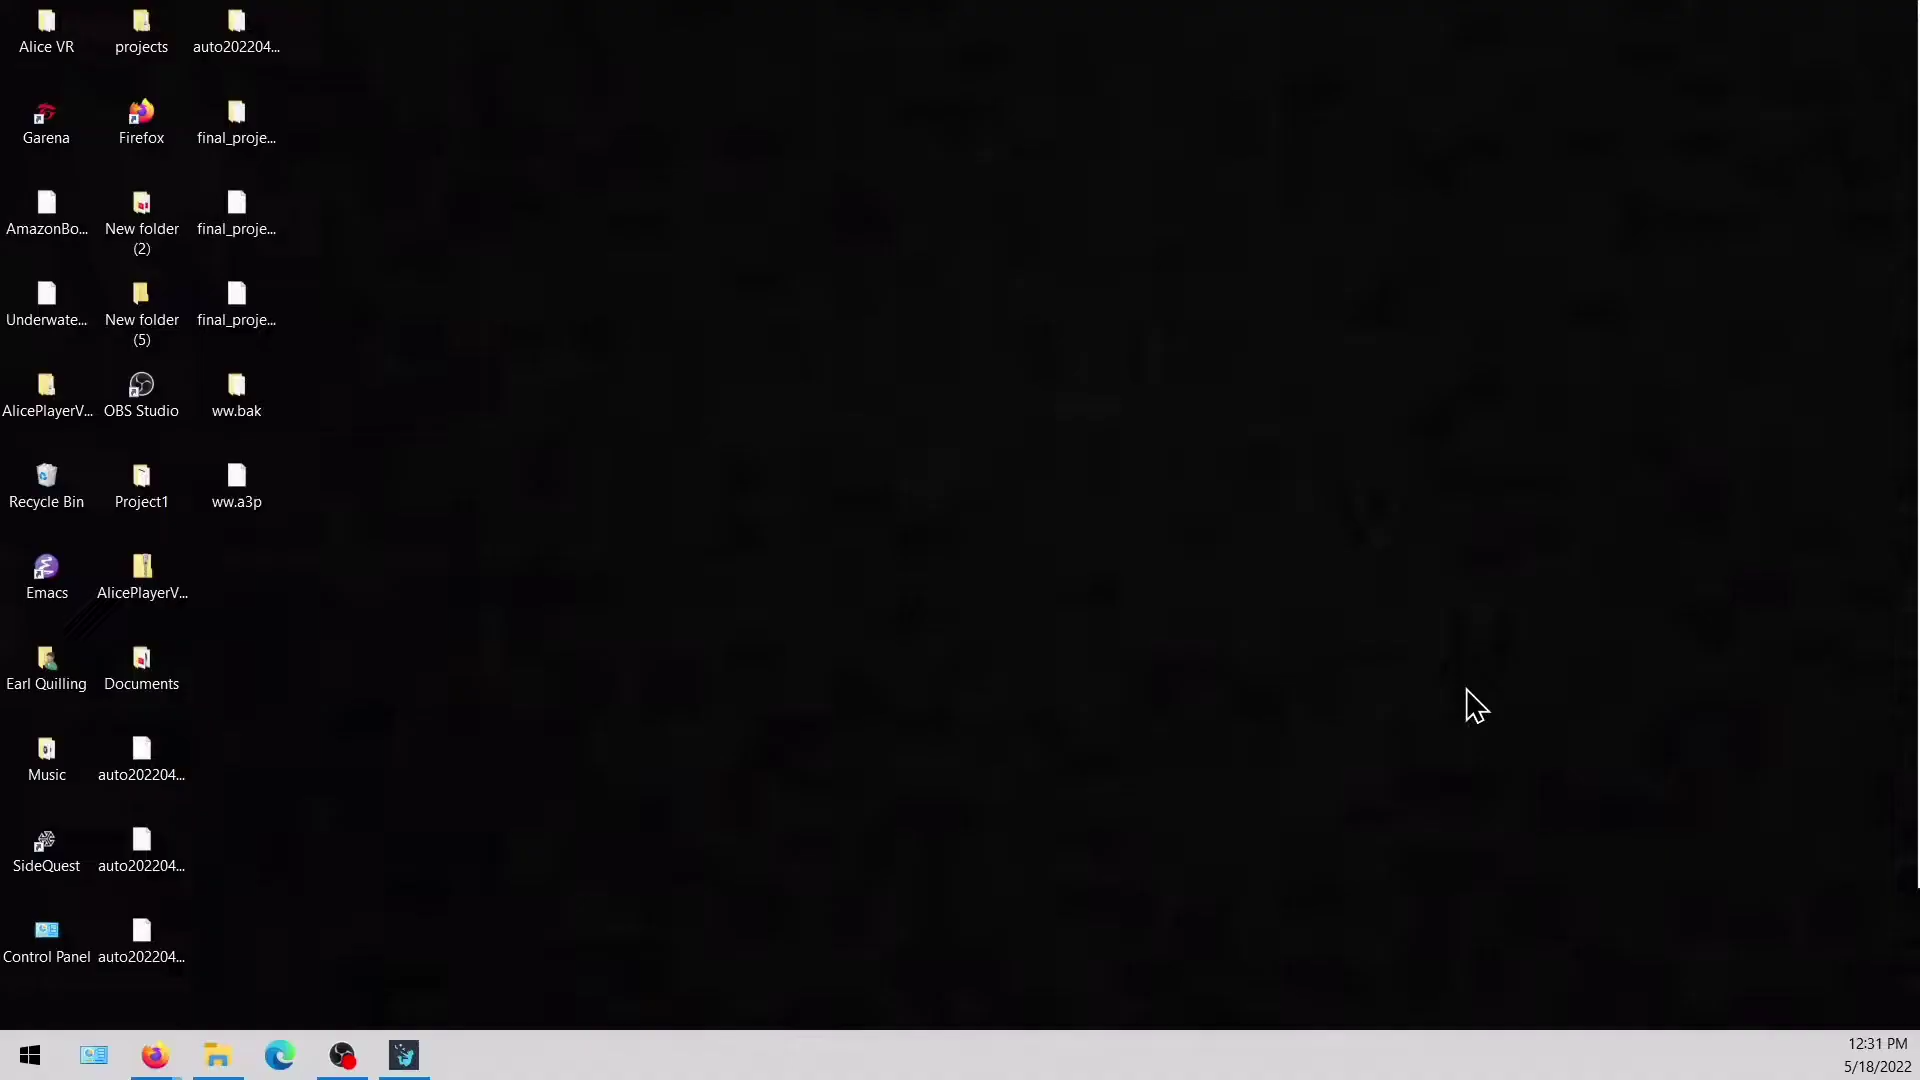 Alice VR
projects
auto202204...
Garena
Firefox
final_proje...
AmazonBo...
New folder
(2)
final_proje...
Underwate...
New folder
(5)
final_proje...
AlicePlayerV...
OBS Studio
ww.bak
Recycle Bin
Project1
ww.a3p
Emacs
AlicePlayerV...
Earl Quilling
Documents
Music
auto202204...
SideQuest
auto202204...
Control Panel
auto202204...
12:31 PM
5/18/2022